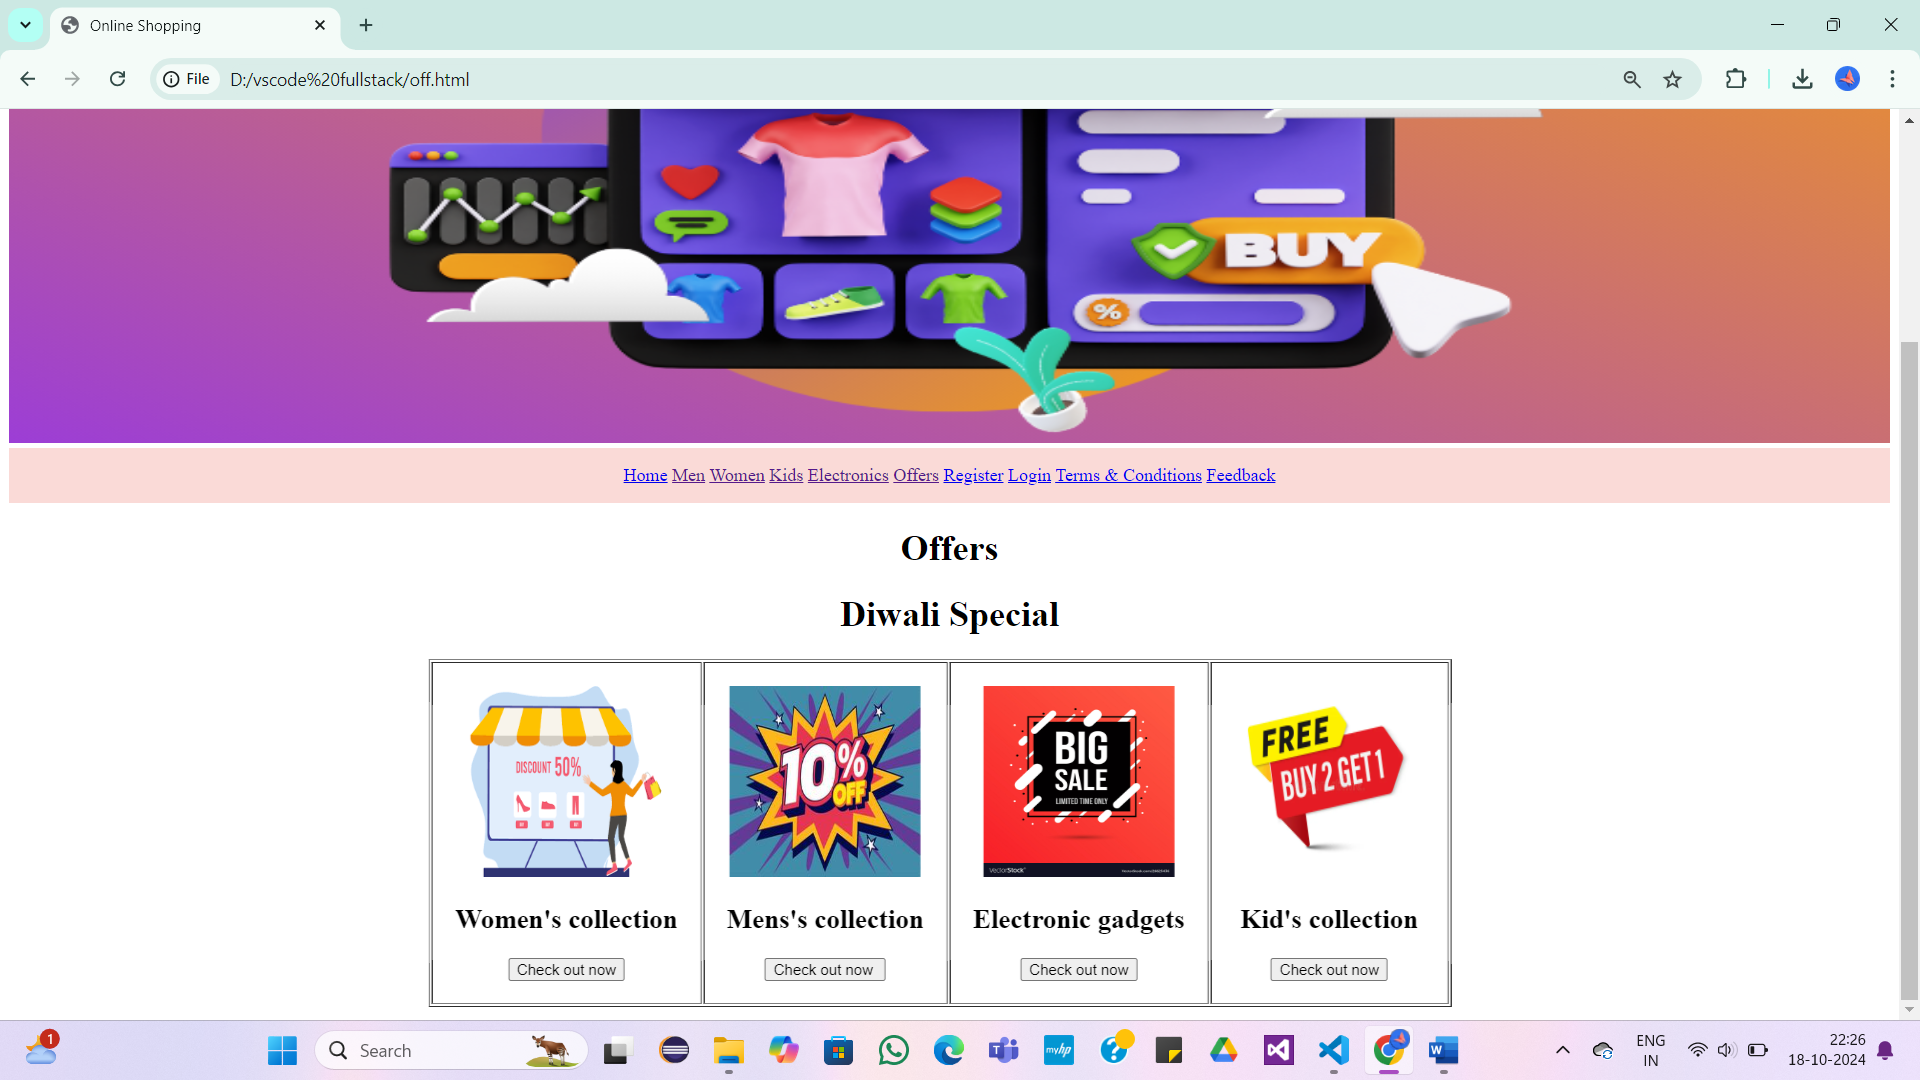 Online Shopping
File D:/vscode%20fullstack/off.html
BUY
%
Home Men Women Kids Electronics Offers Register Login Terms & Conditions Feedback
Offers
Diwali Special
DISCOUNT 50%
10% OFF
BIG
SALE
LIMITED TIME ONLY
VectorStock
FREE
BUY 2 GET 1
Women's collection
Mens's collection
Electronic gadgets
Kid's collection
Check out now
Check out now
Check out now
Check out now
1
Search
myhp
ENG
IN
22:26
18-10-2024